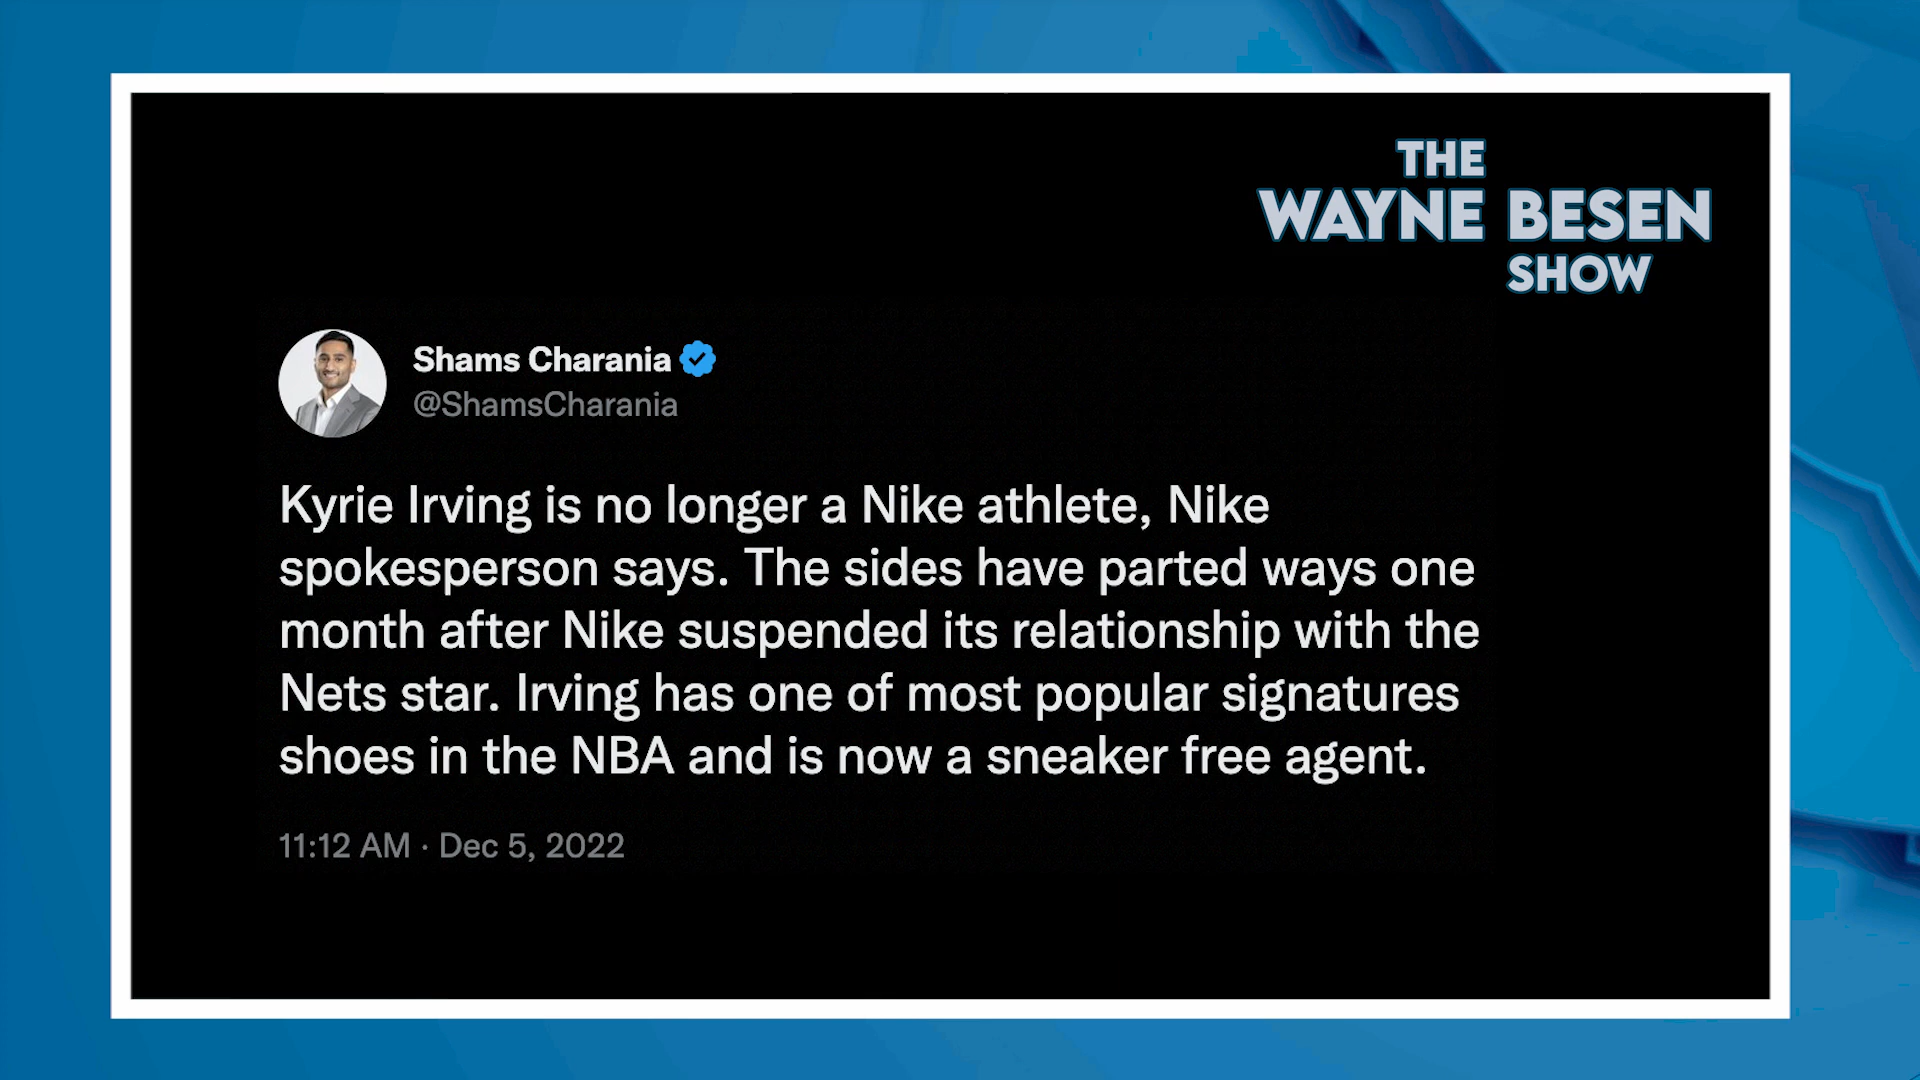 THE
WAYNE BESEN
SHOW
Shams Charania
@ShamsCharania
Kyrie Irving is no longer a Nike athlete, Nike
spokesperson says. The sides have parted ways one
month after Nike suspended its relationship with the
Nets star. Irving has one of most popular signatures
shoes in the NBA and is now a sneaker free agent.
11:12 AM · Dec 5, 2022